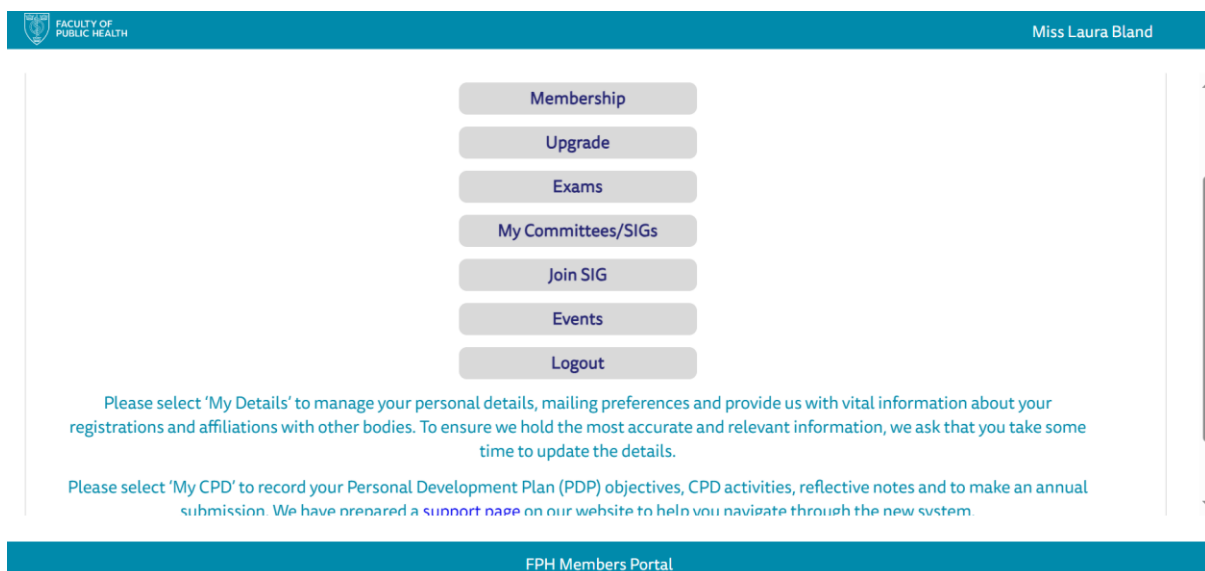 FACULTY OF
PUBLIC HEALTH
Miss Laura Bland
Membership
Upgrade
Exams
My Committees/SIGs
Join SIG
Events
Logout
Please select ‘My Details’ to manage your personal details, mailing preferences and provide us with vital information about your
registrations and affiliations with other bodies. To ensure we hold the most accurate and relevant information, we ask that you take some
time to update the details.
Please select ‘My CPD’ to record your Personal Development Plan (PDP) objectives, CPD activities, reflective notes and to make an annual
submission. We have prepared a support page on our website to help you navigate through the new system.
FPH Members Portal